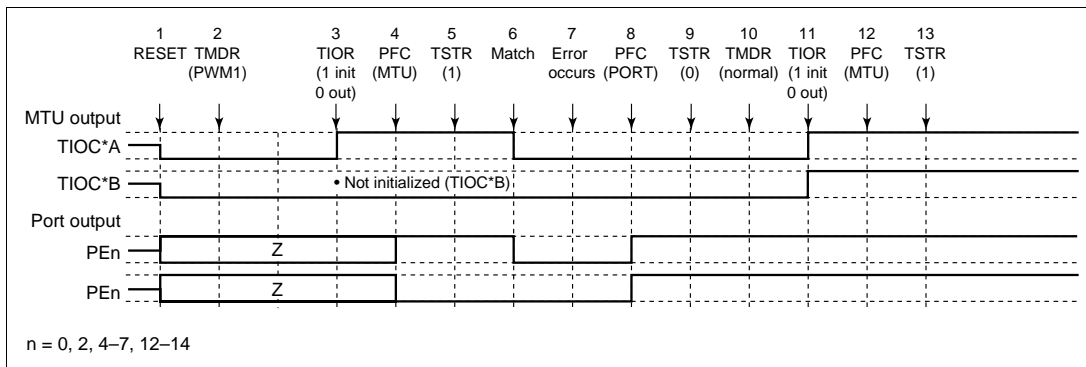 1 2 3 4 5 6 7 8 9 10 11 12 13
RESET TMDR TIOR PFC TSTR Match Error PFC TSTR TMDR TIOR PFC TSTR
(PWM1) (1 init (MTU) (1) occurs (PORT) (0) (normal) (1 init (MTU) (1)
0 out) 0 out)
MTU output
TIOC*A
TIOC*B • Not initialized (TIOC*B)
Port output
PEn Z
PEn Z
n = 0, 2, 4–7, 12–14